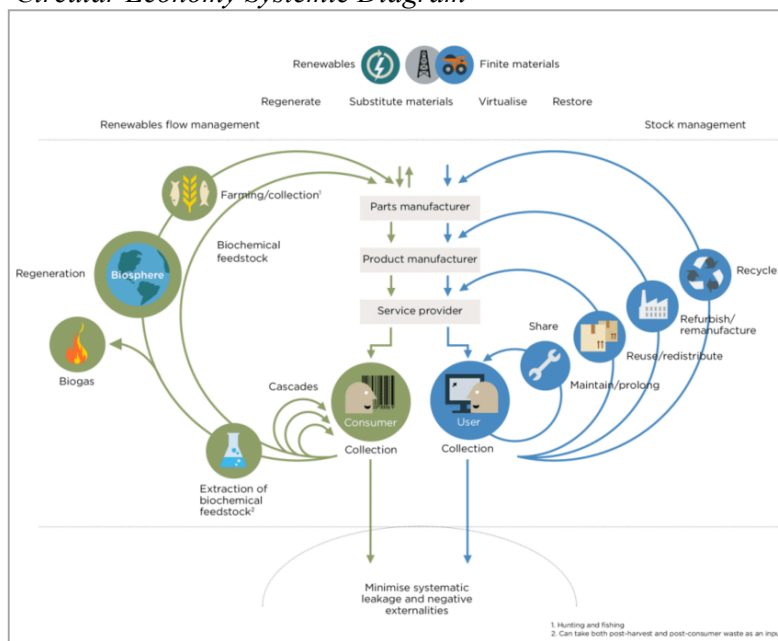 Circular Economy Systemic Diagram
Renewables
Finite materials
Regenerate
Substitute materials
Virtualise
Restore
Renewables flow management
Stock management
Farming/collection¹
Parts manufacturer
Biochemical
feedstock
Product manufacturer
Regeneration
Biosphere
Recycle
Service provider
Share
Refurbish/
remanufacture
Reuse/redistribute
Biogas
Cascades
Maintain/prolong
Consumer
User
Collection
Collection
Extraction of
biochemical
feedstock²
Minimise systematic
leakage and negative
externalities
1. Hunting and fishing
2. Can take both post-harvest and post-consumer waste as an inpu